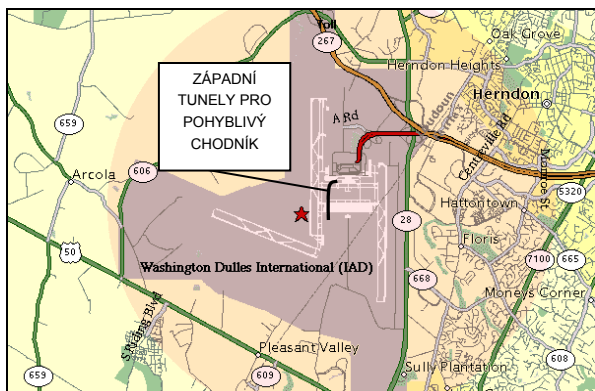 Toll
267
Oak Grove
Herndon Heights
ZÁPADNÍ
TUNELY PRO
POHYBLIVÝ
CHODNÍK
Herndon
659
A Rd
Loudoun
Centreville Rd
Monroe St
606
Arcola
5320
Hattontown
28
50
Floris
Washington Dulles International (IAD)
668
7100
665
Moneys Corner
S Riding Blvd
Pleasant Valley
608
659
609
Sully Plantation